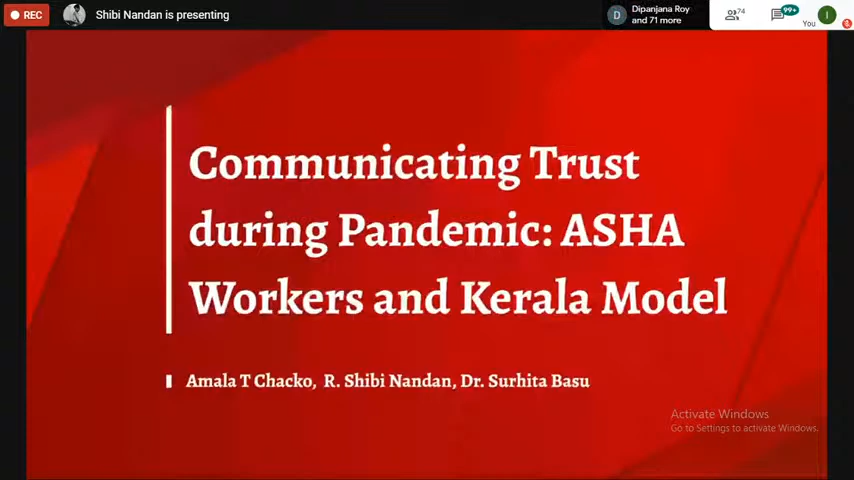 REC
Shibi Nandan is presenting
D
Dipanjana Roy
and 71 more
74
99+
You
I
Communicating Trust
during Pandemic: ASHA
Workers and Kerala Model
Amala T Chacko, R. Shibi Nandan, Dr. Surhita Basu
Activate Windows
Go to Settings to activate Windows.